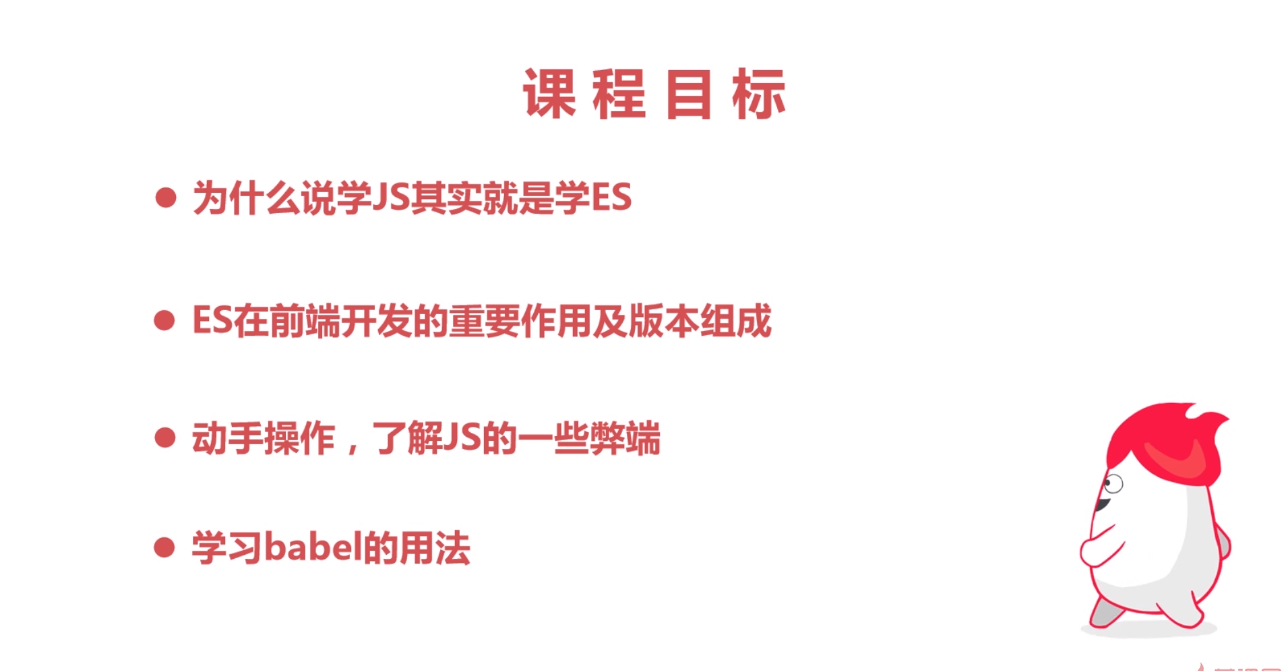 课程目标
为什么说学JS其实就是学ES
ES在前端开发的重要作用及版本组成
动手操作，了解JS的一些弊端
学习babel的用法